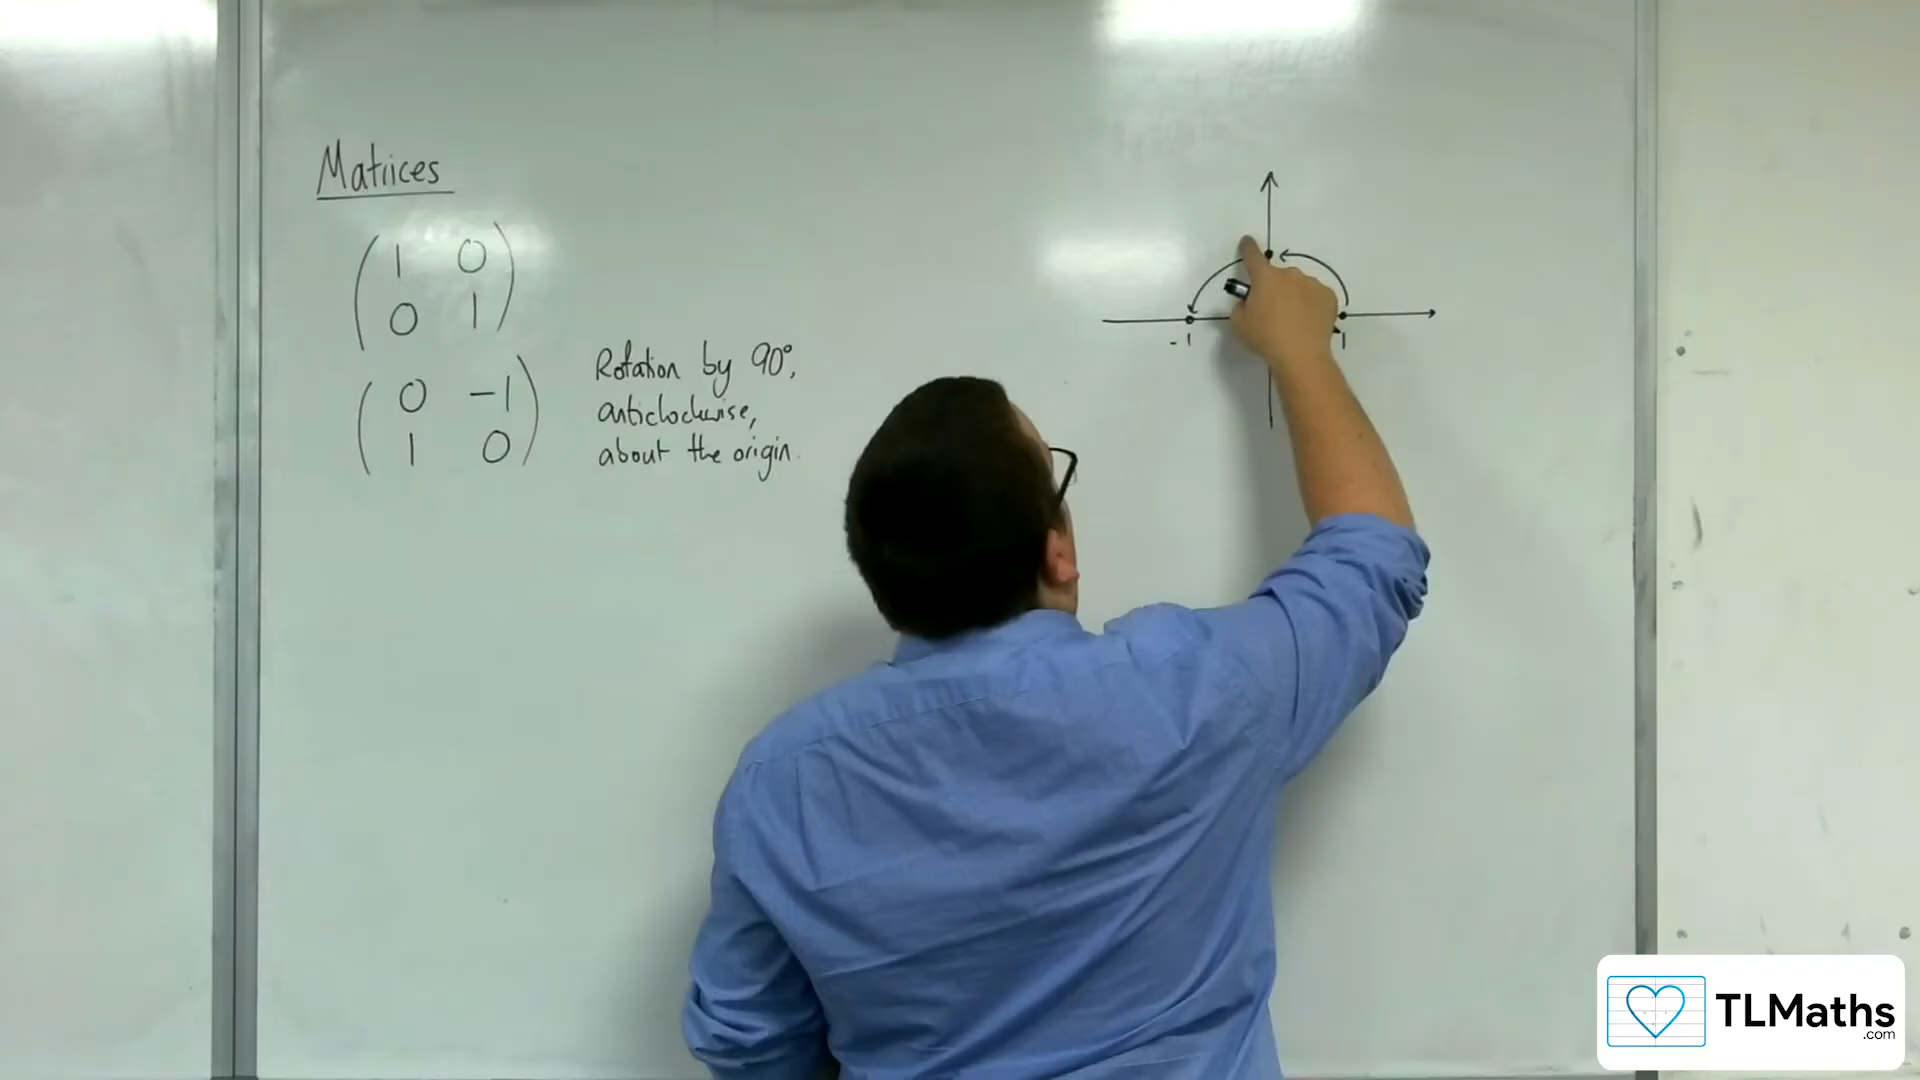 Matrices
1 0
0 1
0 -1
1 0
Rotation by 90°,
anticlockwise,
about the origin.
-1 1
TLMaths
.com